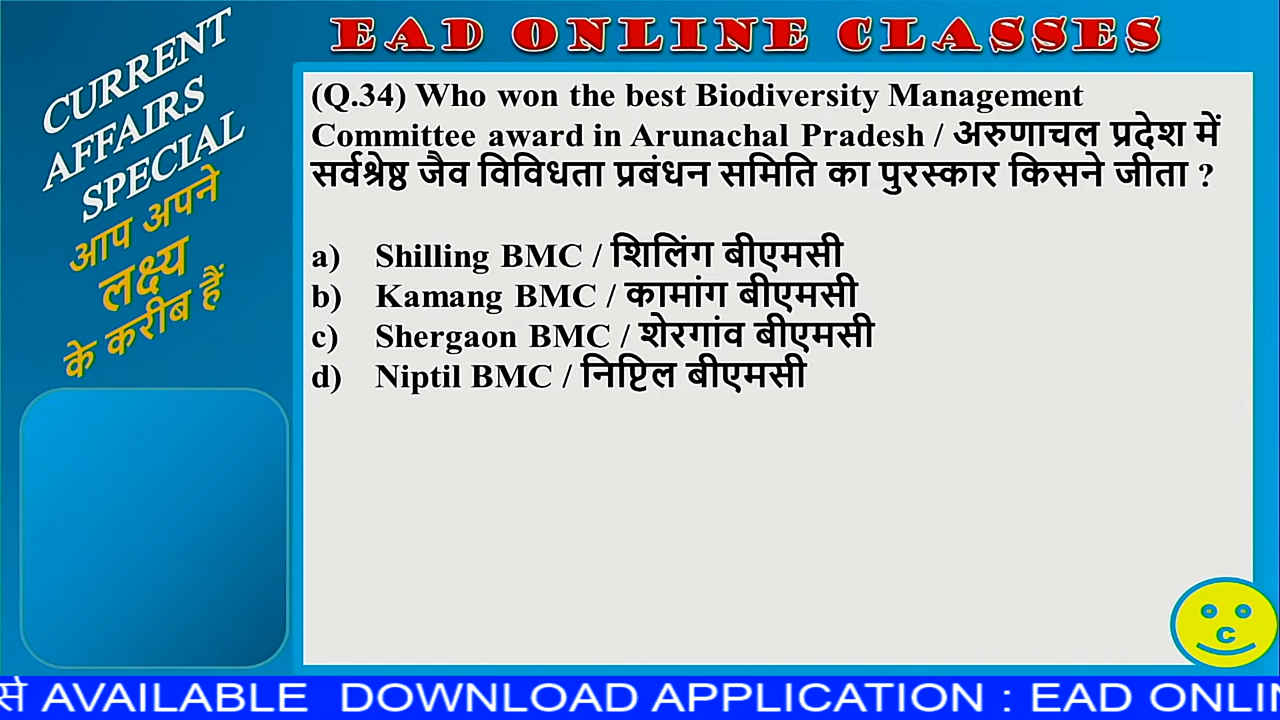 EAD ONLINE CLASSES
CURRENT
AFFAIRS
SPECIAL
आप अपने
लक्ष्य
के करीब हैं
(Q.34) Who won the best Biodiversity Management
Committee award in Arunachal Pradesh / अरुणाचल प्रदेश में
सर्वश्रेष्ठ जैव विविधता प्रबंधन समिति का पुरस्कार किसने जीता ?
a) Shilling BMC / शिलिंग बीएमसी
b) Kamang BMC / कामांग बीएमसी
c) Shergaon BMC / शेरगांव बीएमसी
d) Niptil BMC / निप्टिल बीएमसी
c
से AVAILABLE DOWNLOAD APPLICATION : EAD ONLIN